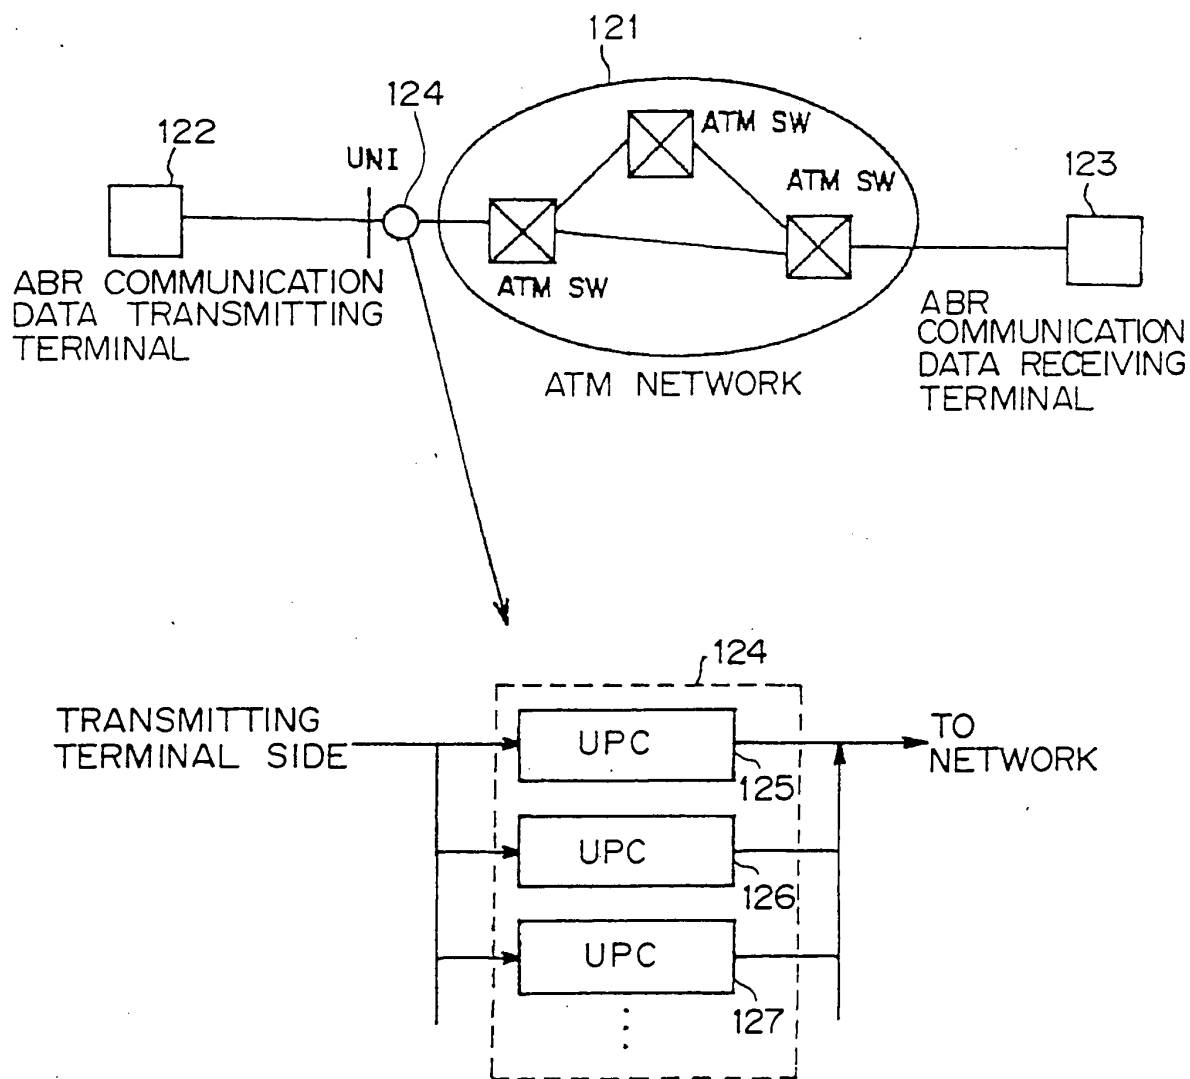 121
124
122
UNI
ATM SW
ATM SW
123
ATM SW
ABR COMMUNICATION
DATA TRANSMITTING
TERMINAL
ABR
COMMUNICATION
DATA RECEIVING
TERMINAL
ATM NETWORK
124
TRANSMITTING
TERMINAL SIDE
UPC
125
TO
NETWORK
UPC
126
UPC
127